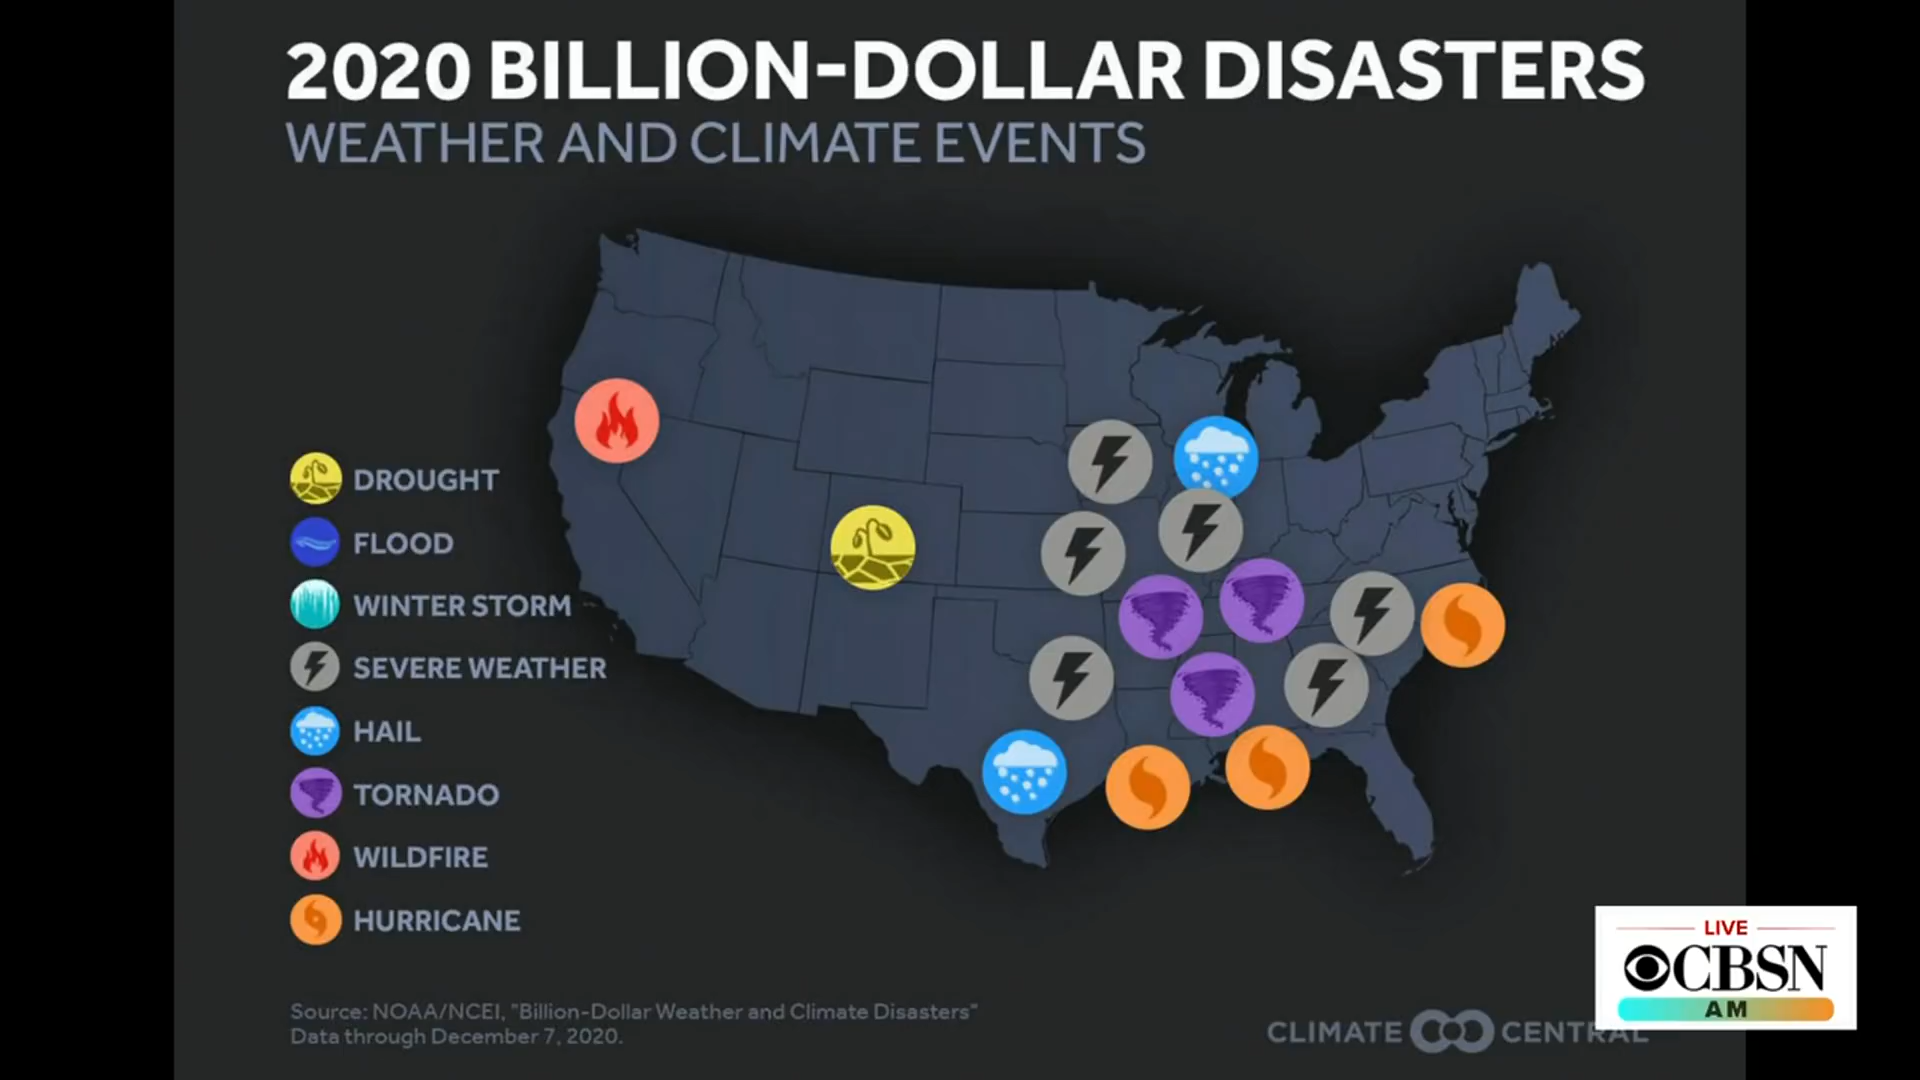 2020 BILLION-DOLLAR DISASTERS
WEATHER AND CLIMATE EVENTS
DROUGHT
FLOOD
WINTER STORM
SEVERE WEATHER
HAIL
TORNADO
WILDFIRE
HURRICANE
Source: NOAA/NCEI, "Billion-Dollar Weather and Climate Disasters"
Data through December 7, 2020.
CLIMATE CENTRAL
LIVE
CBSN
AM